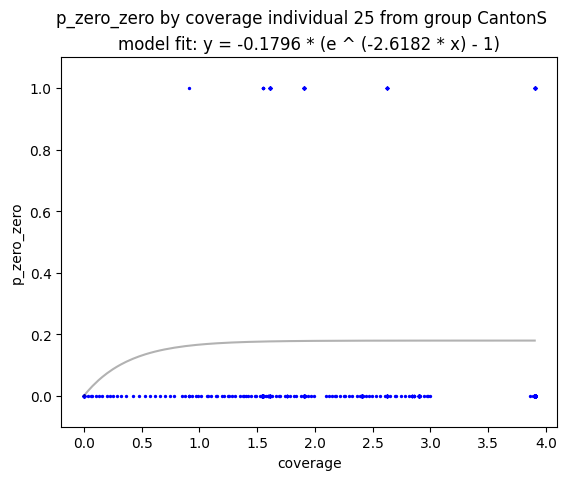 p_zero_zero by coverage individual 25 from group CantonS
model fit: y = -0.1796 * (e ^ (-2.6182 * x) - 1)
1.0
0.8
0.6
0.4
0.2
0.0
p_zero_zero
0.0 0.5 1.0 1.5 2.0 2.5 3.0 3.5 4.0
coverage